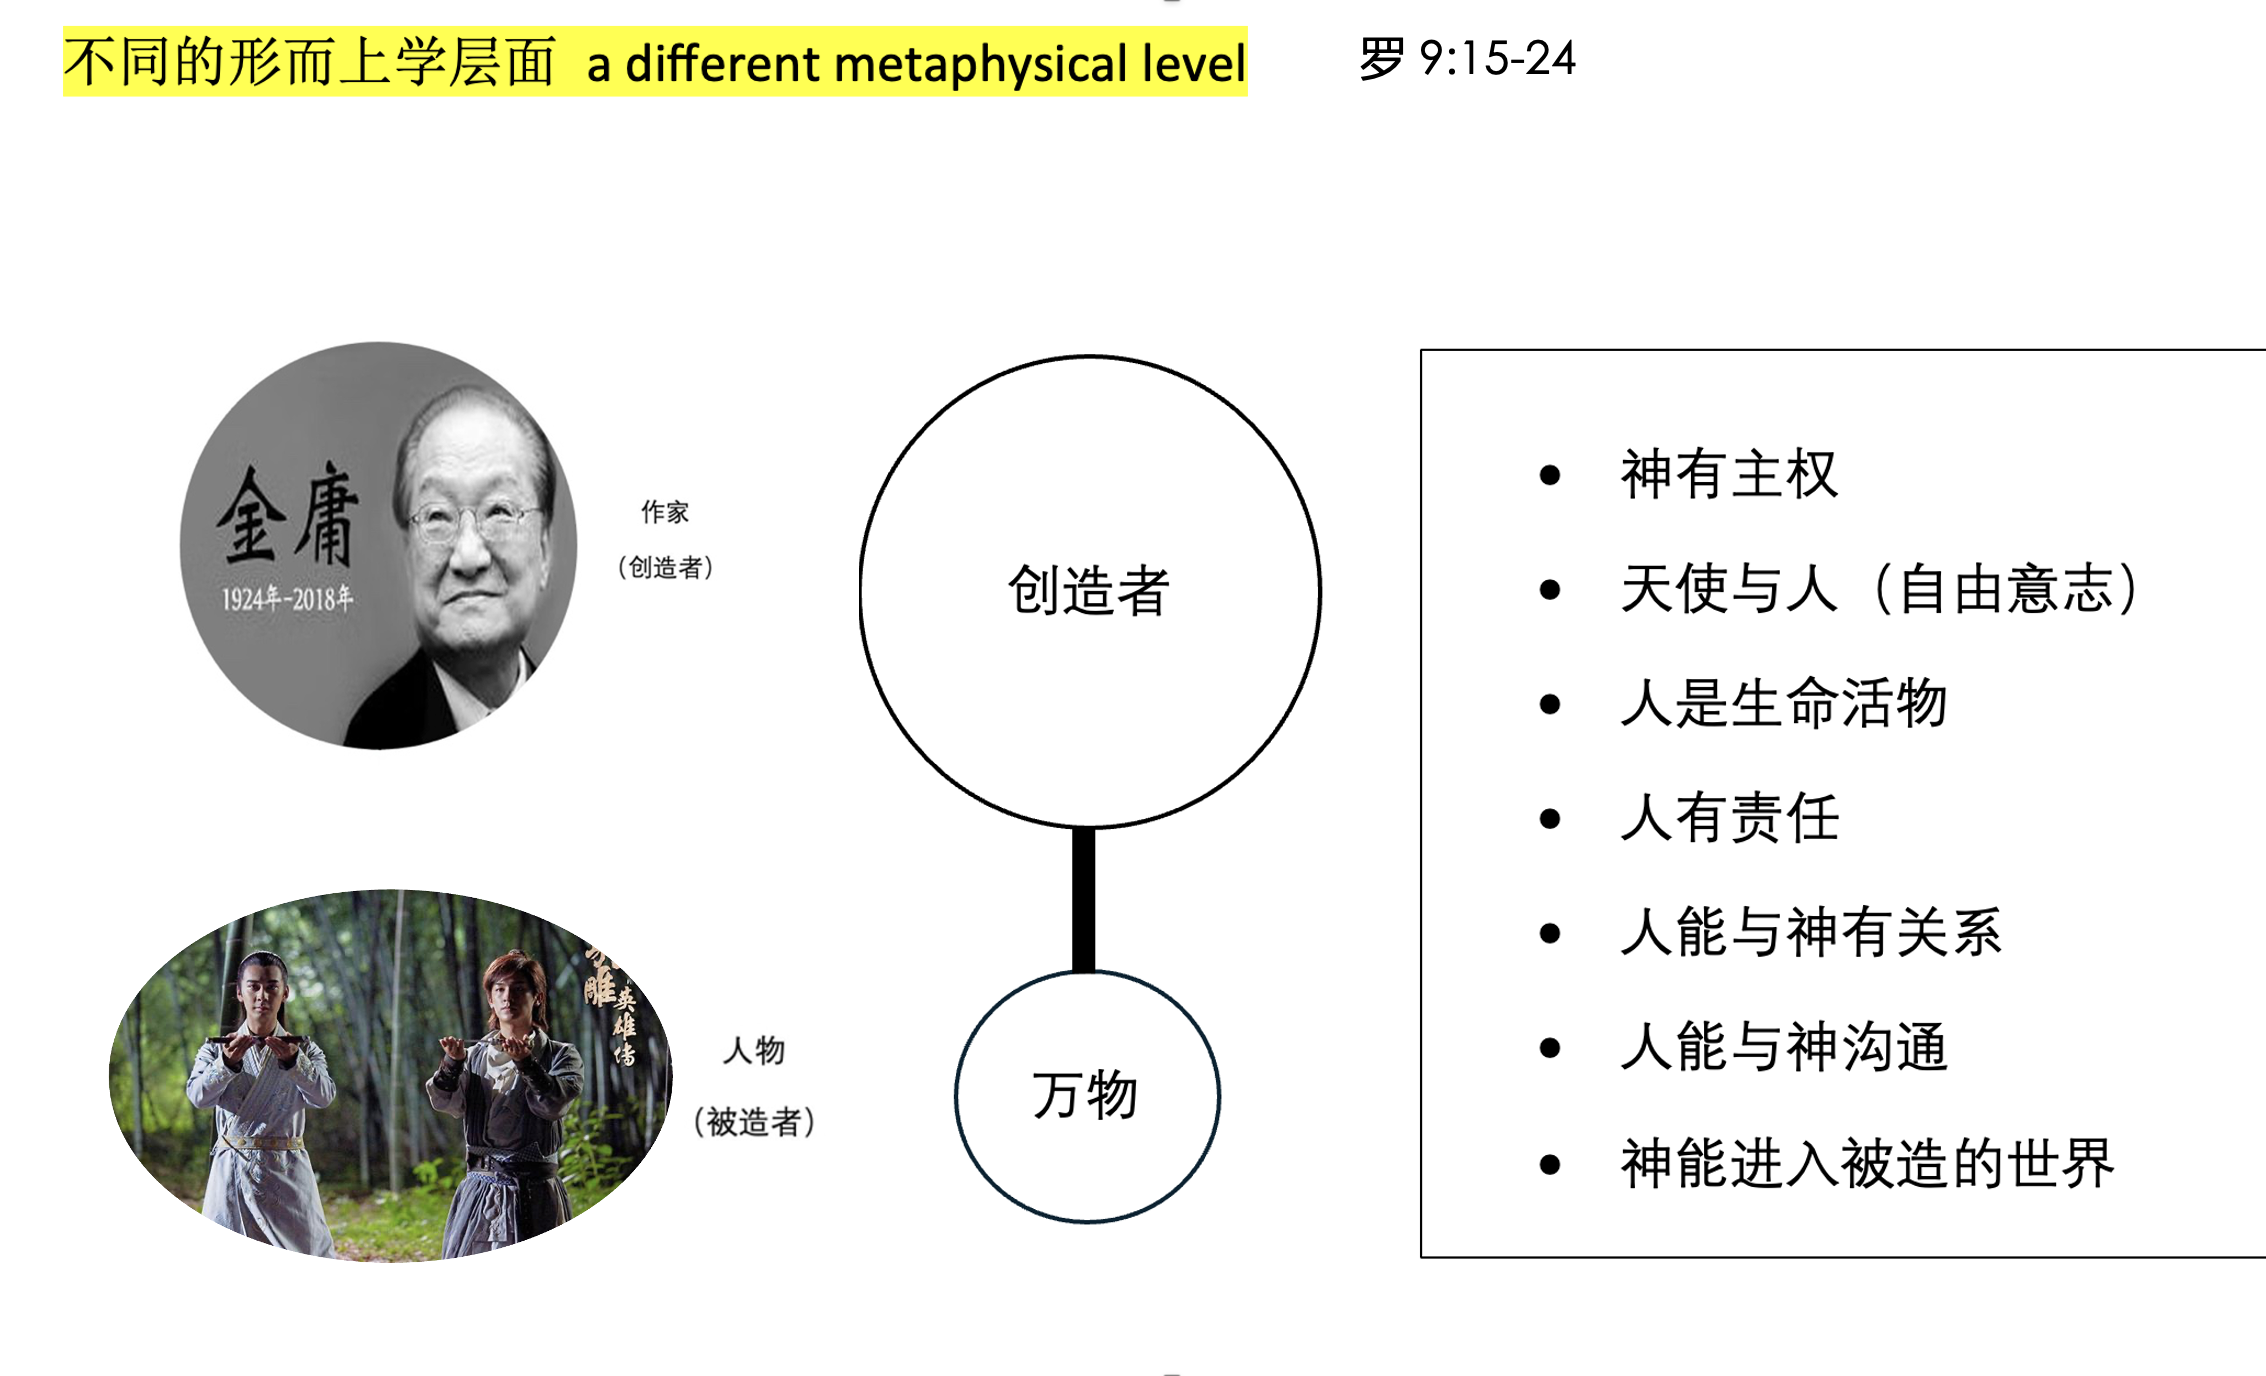 不同的形而上学层面 a different metaphysical level
罗 9:15-24
金庸
1924年-2018年
作家
（创造者）
创造者
雕
英雄传
人物
（被造者）
万物
• 神有主权
• 天使与人（自由意志）
• 人是生命活物
• 人有责任
• 人能与神有关系
• 人能与神沟通
• 神能进入被造的世界